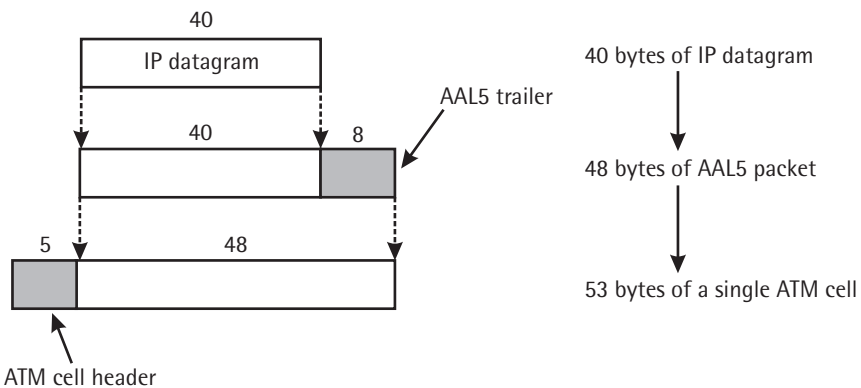 40
IP datagram
40 bytes of IP datagram
AAL5 trailer
40
8
48 bytes of AAL5 packet
5
48
53 bytes of a single ATM cell
ATM cell header